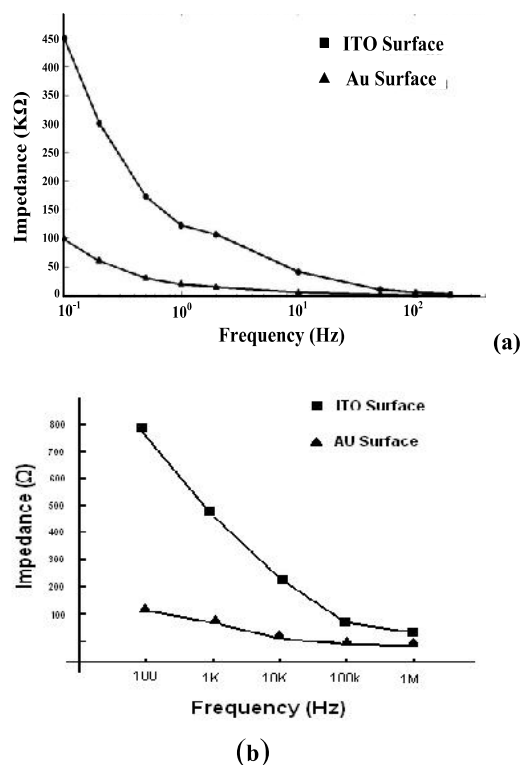 450
400
350
300
250
200
150
100
50
0
Impedance (KΩ)
ITO Surface
Au Surface
10⁻¹
10⁰
10¹
10²
Frequency (Hz)
(a)
800
700
600
500
400
300
200
100
Impedance (Ω)
ITO Surface
AU Surface
100
1K
10K
100k
1M
Frequency (Hz)
(b)